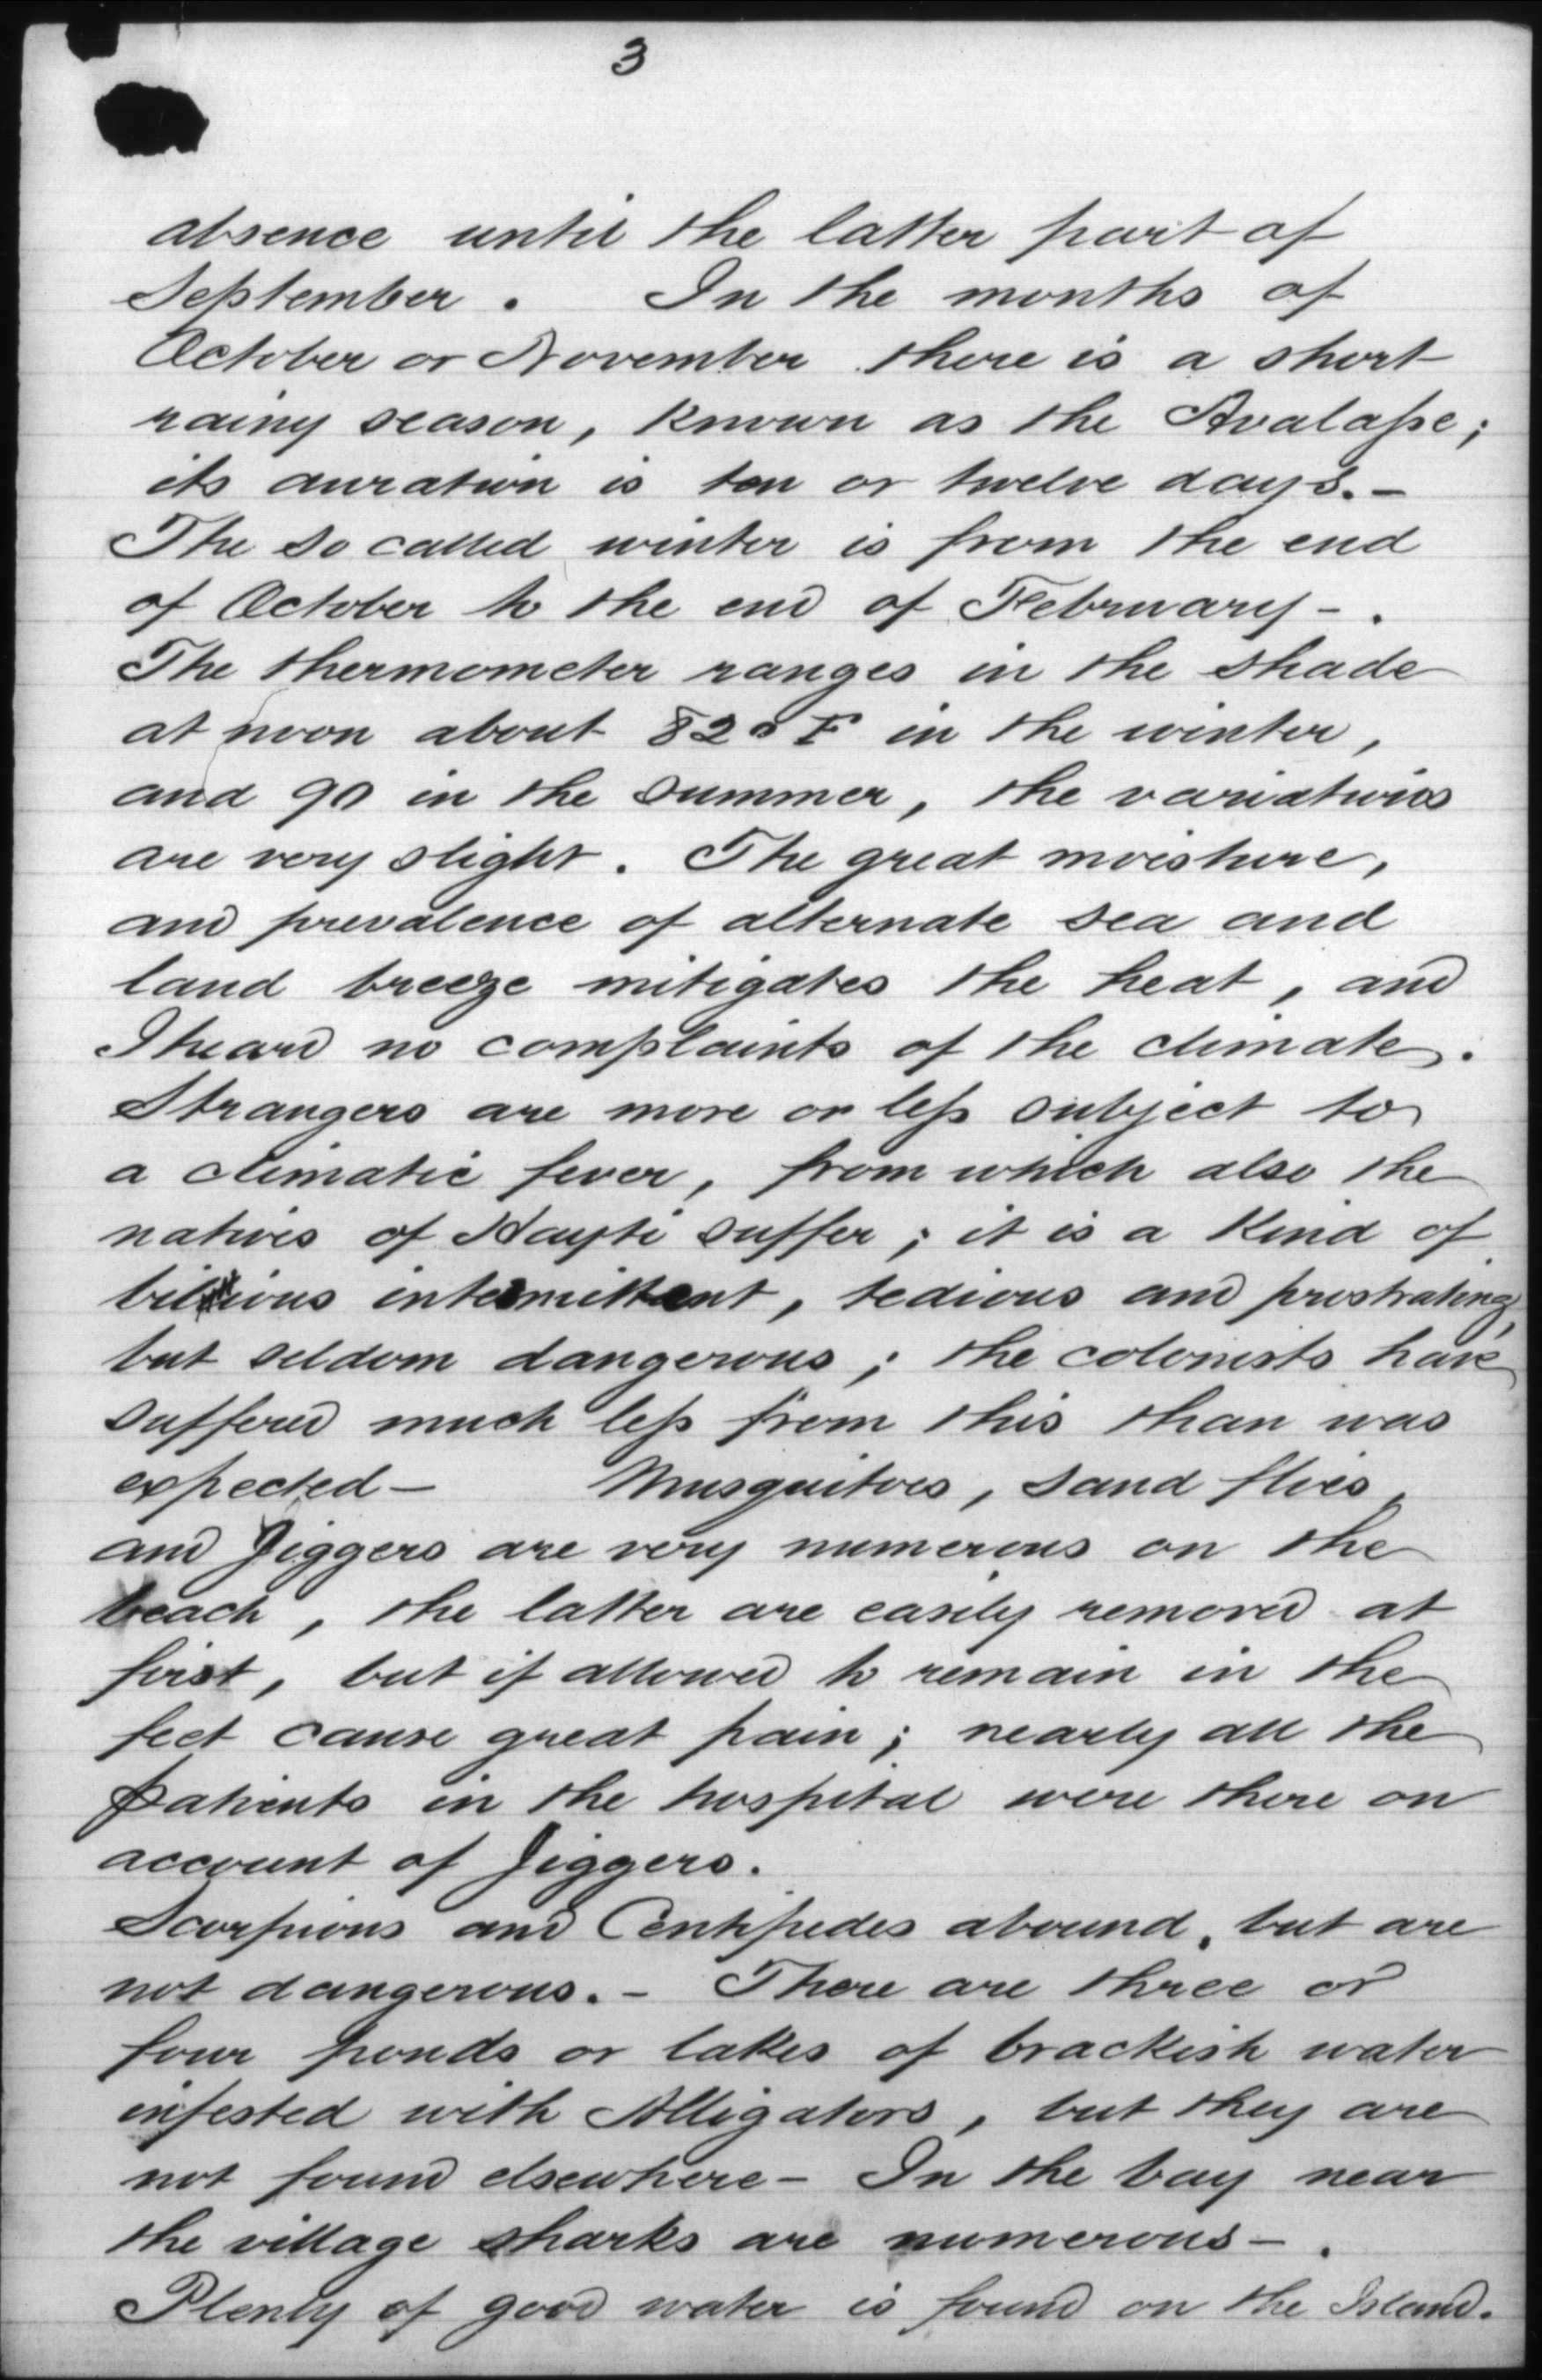 3
absence until the latter part of
September. In the months of
October or November there is a short
rainy season, known as the Avalasse;
its duration is ten or twelve days.-
The so called winter is from the end
of October to the end of February-.
The thermometer ranges in the shade
at noon about 82° F in the winter,
and 90 in the summer, the variations
are very slight. The great moisture,
and prevalence of alternate sea and
land breeze mitigates the heat, and
I heard no complaints of the climate.
Strangers are more or less subject to
a climatic fever, from which also the
natives of Hayti suffer; it is a kind of
bilious intermittent, tedious and prostrating,
but seldom dangerous; the colonists have
suffered much less from this than was
expected- Musquitoes, sand flies,
and Jiggers are very numerous on the
beach, the latter are easily removed at
first, but if allowed to remain in the
feet cause great pain; nearly all the
patients in the hospital were there on
account of Jiggers.
Scorpions and Centipedes abound, but are
not dangerous.- There are three or
four ponds or lakes of brackish water
infested with Alligators, but they are
not found elsewhere- In the bay near
the village sharks are numerous-.
Plenty of good water is found on the Island.